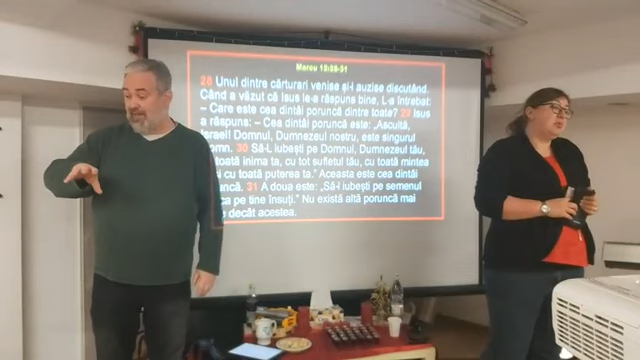 Marcu 12:28-31
28 Unul dintre cărturari venise și-i auzise discutând.
Când a văzut că Isus le-a răspuns bine, L-a întrebat:
– Care este cea dintâi poruncă dintre toate? 29 Isus
a răspuns: – Cea dintâi poruncă este: „Ascultă,
Israel! Domnul, Dumnezeul nostru, este singurul
omn. 30 Să-L iubești pe Domnul, Dumnezeul tău,
toată inima ta, cu tot sufletul tău, cu toată mintea
și cu toată puterea ta.” Aceasta este cea dintâi
uncă. 31 A doua este: „Să-l iubești pe semenul
ca pe tine însuți.” Nu există altă poruncă mai
e decât acestea.